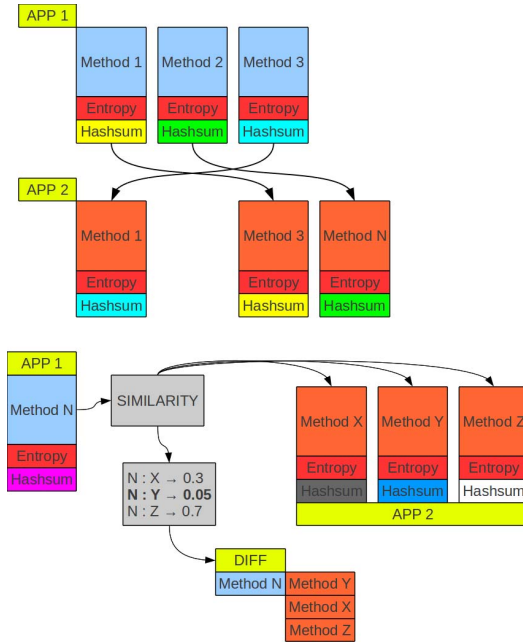 APP 1
Method 1 Method 2 Method 3
Entropy Entropy Entropy
Hashsum Hashsum Hashsum
APP 2
Method 1 Method 3 Method N
Entropy Entropy Entropy
Hashsum Hashsum Hashsum
APP 1
Method N
Entropy
Hashsum
SIMILARITY
Method X Method Y Method Z
Entropy Entropy Entropy
Hashsum Hashsum Hashsum
APP 2
N : X → 0.3
N : Y → 0.05
N : Z → 0.7
DIFF
Method N Method Y
Method X
Method Z